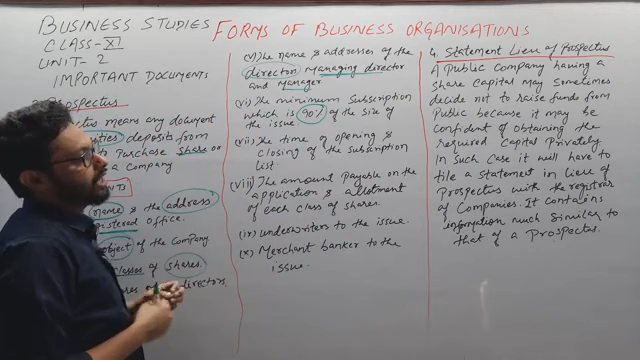 BUSINESS STUDIES
CLASS-XI
UNIT-2
IMPORTANT DOCUMENTS
FORMS OF BUSINESS ORGANISATIONS
Prospectus
means any document
deposits from
to purchase share or
a company
name & the address
registered office.
object of the Company
classes of shares.
directors.
The name & addresses of the
director managing director
and Manager
(vi) The minimum Subscription
which is 90% of the size of
the issue
(vii) The time of opening &
closing of the subscription
list.
(viii) The amount payable on the
application & allotment
of each class of shares.
(ix) underwriters to the issue.
(x) Merchant banker to the
issue.
4. Statement Lieu of Prospectus
A Public Company having a
share Capital may Sometimes
decide not to raise funds from
Public because it may be
Confident of obtaining the
required Capital Privately
In such Case it will have to
file a Statement in Lieu of
Prospectus with the registrar
of Companies. It contains
information much Similar to
that of a Prospectus.